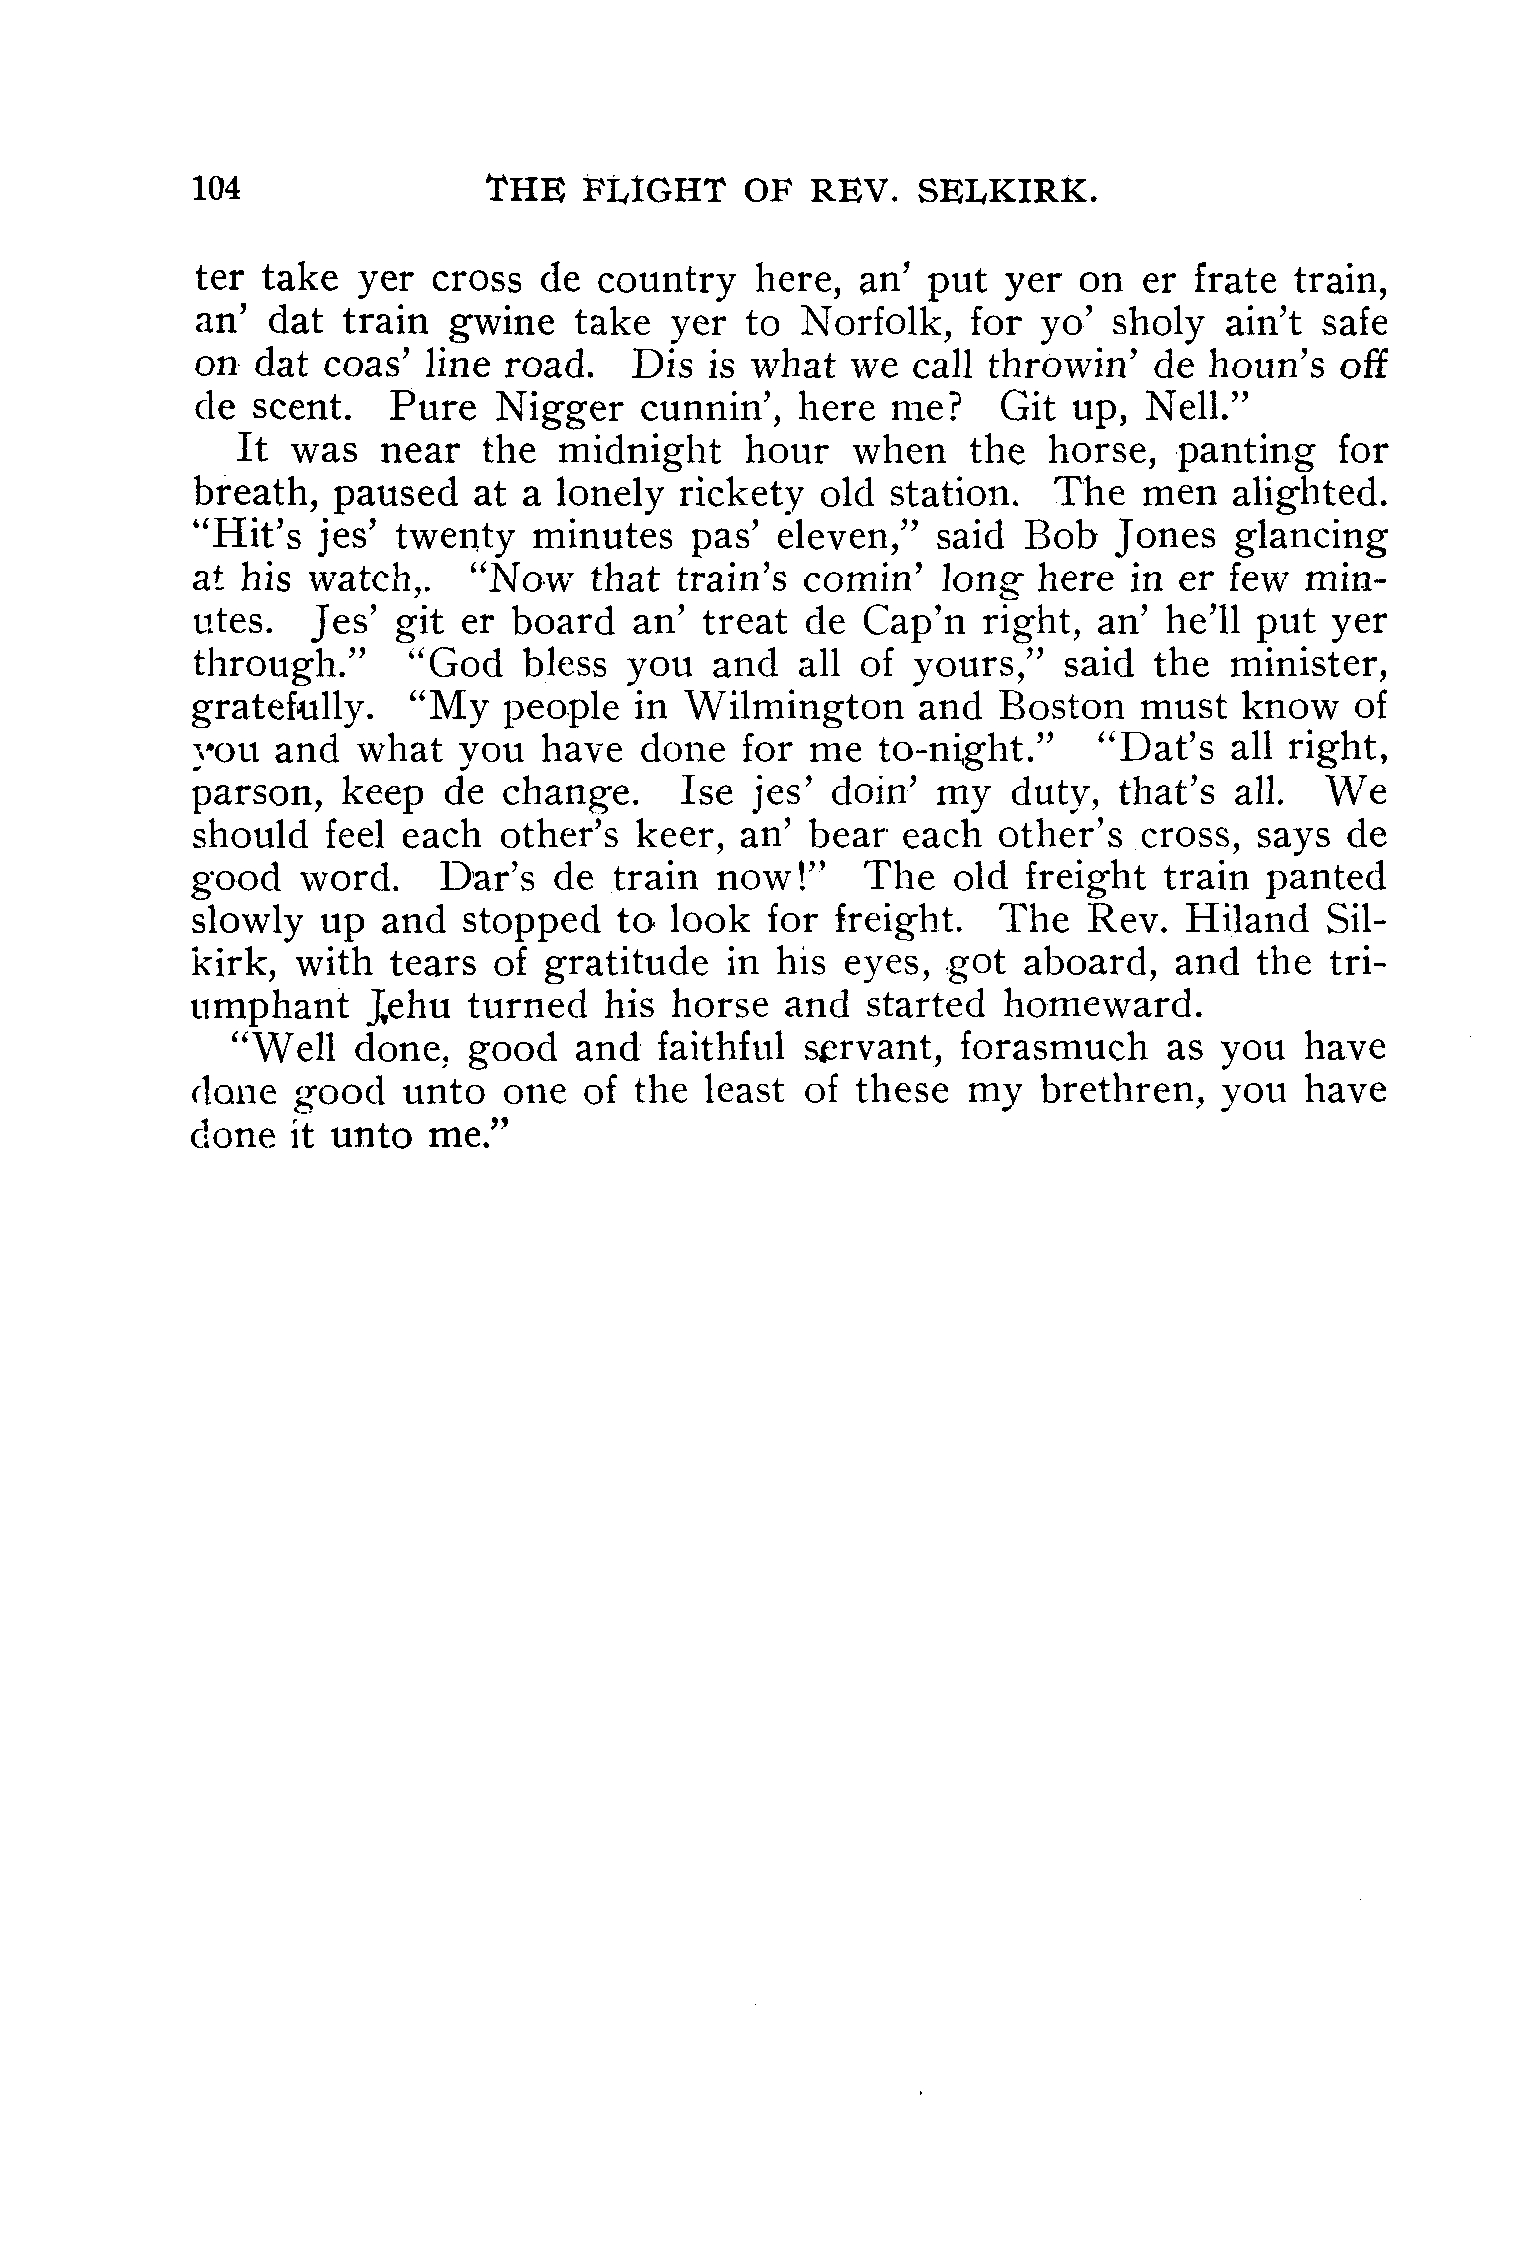 104 THE FLIGHT OF REV. SELKIRK.
ter take yer cross de country here, an' put yer on er frate train,
an' dat train gwine take yer to Norfolk, for yo' sholy ain't safe
on dat coas' line road. Dis is what we call throwin' de houn's off
de scent. Pure Nigger cunnin', here me? Git up, Nell."
It was near the midnight hour when the horse, panting for
breath, paused at a lonely rickety old station. The men alighted.
"Hit's jes' twenty minutes pas' eleven," said Bob Jones glancing
at his watch,. "Now that train's comin' long here in er few min-
utes. Jes' git er board an' treat de Cap'n right, an' he'll put yer
through." "God bless you and all of yours," said the minister,
gratefully. "My people in Wilmington and Boston must know of
you and what you have done for me to-night." "Dat's all right,
parson, keep de change. Ise jes' doin' my duty, that's all. We
should feel each other's keer, an' bear each other's cross, says de
good word. Dar's de train now!" The old freight train panted
slowly up and stopped to look for freight. The Rev. Hiland Sil-
kirk, with tears of gratitude in his eyes, got aboard, and the tri-
umphant Jehu turned his horse and started homeward.
"Well done, good and faithful servant, forasmuch as you have
done good unto one of the least of these my brethren, you have
done it unto me."